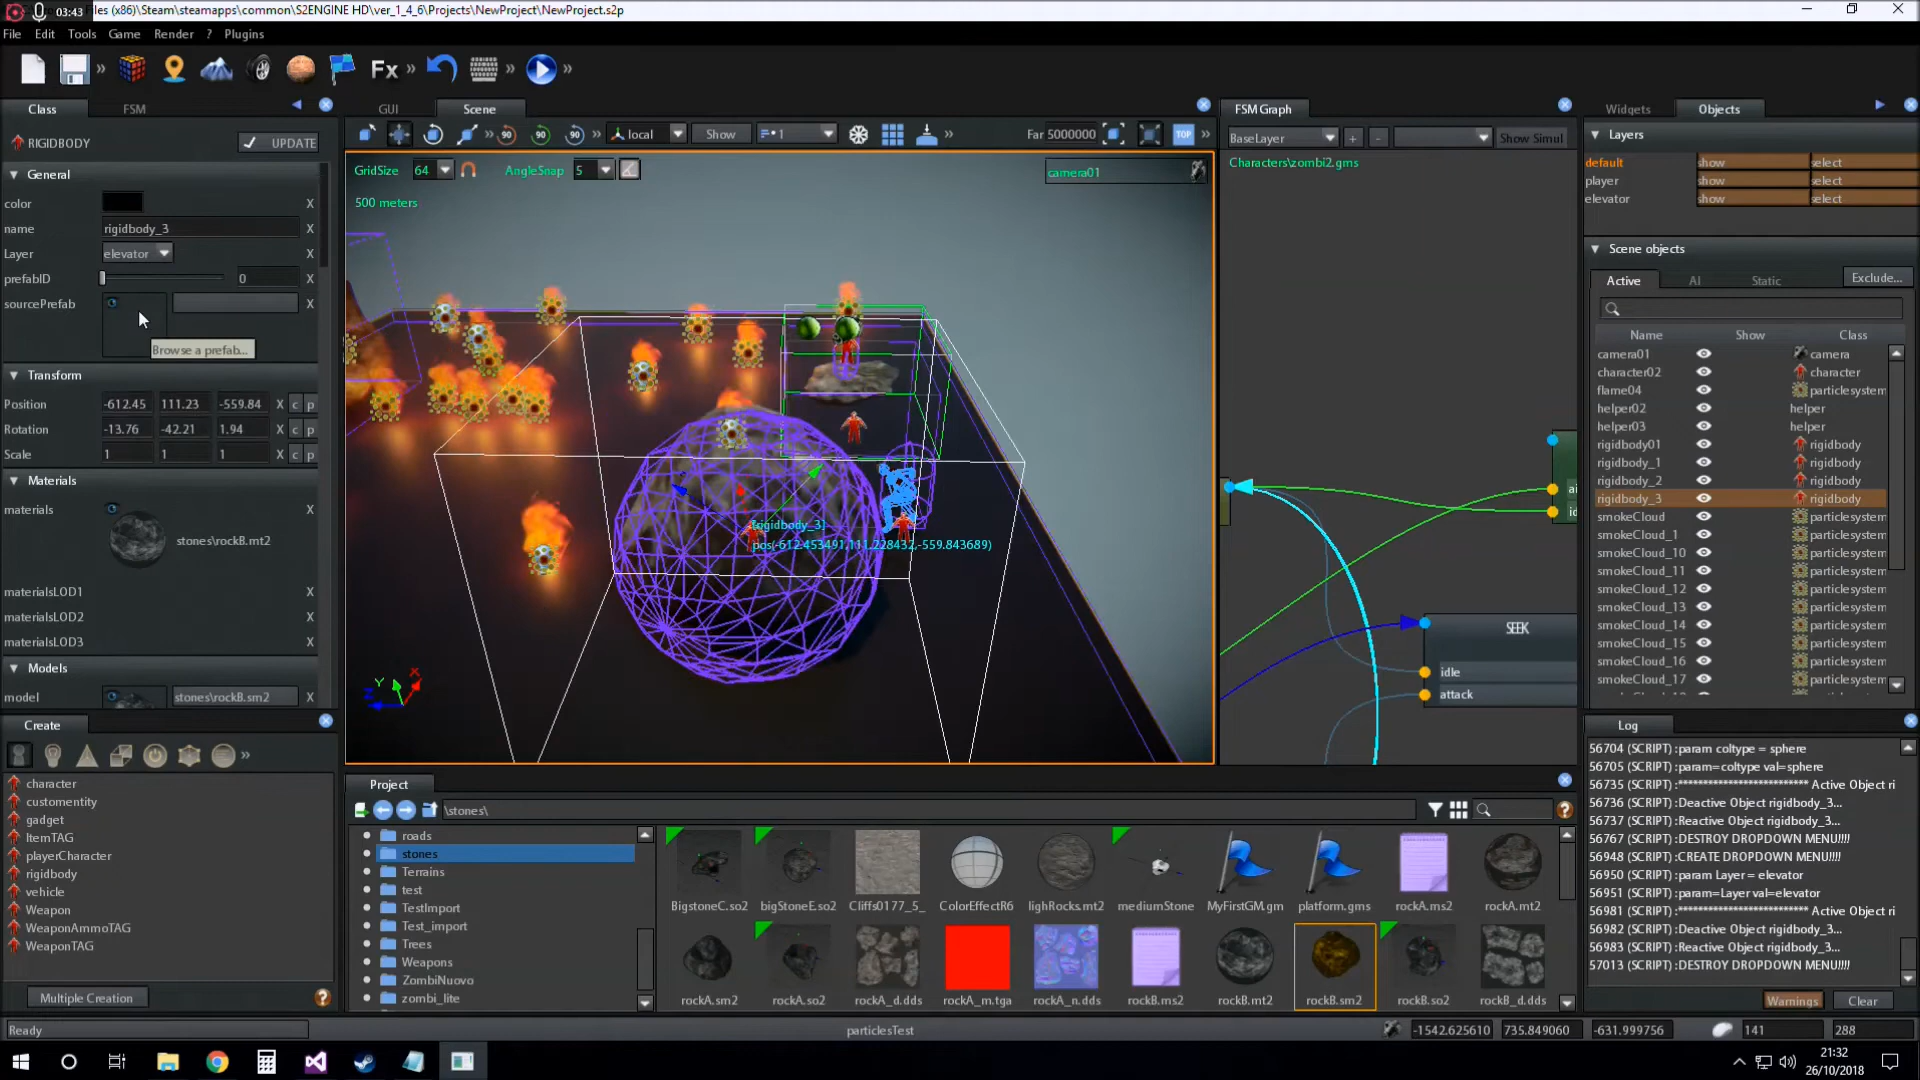 03:43 Files (x86)\Steam\steamapps\common\S2ENGINE HD\ver_1_4_6\Projects\NewProject\NewProject.s2p
File Edit Tools Game Render ? Plugins
Fx
Class FSM
RIGIDBODY UPDATE
General
color X
name rigidbody_3 X
Layer elevator X
prefabID 0 X
sourcePrefab X
Browse a prefab...
Transform
Position -612.45 111.23 -559.84 X c p
Rotation -13.76 -42.21 1.94 X c p
Scale 1 1 1 X c p
Materials
materials X
stones\rockB.mt2
materialsLOD1 X
materialsLOD2 X
materialsLOD3 X
Models
model stones\rockB.sm2 X
Create
character
customentity
gadget
ItemTAG
playerCharacter
rigidbody
vehicle
Weapon
WeaponAmmoTAG
WeaponTAG
Multiple Creation
GUI Scene
90 90 90 local Show 1 Far 5000000 TOP
GridSize 64 AngleSnap 5 camera01
500 meters
[rigidbody_3]
pos(-612.453491,111.228432,-559.843689)
Y X Z
FSM Graph
BaseLayer + - Show Simul
Characters\zombi2.gms
SEEK
idle
attack
Widgets Objects
Layers
default show select
player show select
elevator show select
Scene objects
Active AI Static Exclude...
Name Show Class
camera01 camera
character02 character
flame04 particlesystem
helper02 helper
helper03 helper
rigidbody01 rigidbody
rigidbody_1 rigidbody
rigidbody_2 rigidbody
rigidbody_3 rigidbody
smokeCloud particlesystem
smokeCloud_1 particlesystem
smokeCloud_10 particlesystem
smokeCloud_11 particlesystem
smokeCloud_12 particlesystem
smokeCloud_13 particlesystem
smokeCloud_14 particlesystem
smokeCloud_15 particlesystem
smokeCloud_16 particlesystem
smokeCloud_17 particlesystem
Log
56704 (SCRIPT) :param coltype = sphere
56705 (SCRIPT) :param=coltype val=sphere
56735 (SCRIPT) :************************** Active Object ri
56736 (SCRIPT) :Deactive Object rigidbody_3...
56737 (SCRIPT) :Reactive Object rigidbody_3...
56767 (SCRIPT) :DESTROY DROPDOWN MENU!!!!
56948 (SCRIPT) :CREATE DROPDOWN MENU!!!!
56950 (SCRIPT) :param Layer = elevator
56951 (SCRIPT) :param=Layer val=elevator
56981 (SCRIPT) :************************** Active Object ri
56982 (SCRIPT) :Deactive Object rigidbody_3...
56983 (SCRIPT) :Reactive Object rigidbody_3...
57013 (SCRIPT) :DESTROY DROPDOWN MENU!!!!
Warnings Clear
Project
\stones\
roads
stones
Terrains
test
TestImport
Test_import
Trees
Weapons
ZombiNuovo
zombi_lite
BigstoneC.so2 bigStoneE.so2 Cliffs0177_5_ ColorEffectR6 lighRocks.mt2 mediumStone MyFirstGM.gm platform.gms rockA.ms2 rockA.mt2
rockA.sm2 rockA.so2 rockA_d.dds rockA_m.tga rockA_n.dds rockB.ms2 rockB.mt2 rockB.sm2 rockB.so2 rockB_d.dds
Ready particlesTest -1542.625610 735.849060 -631.999756 141 288
21:32
26/10/2018